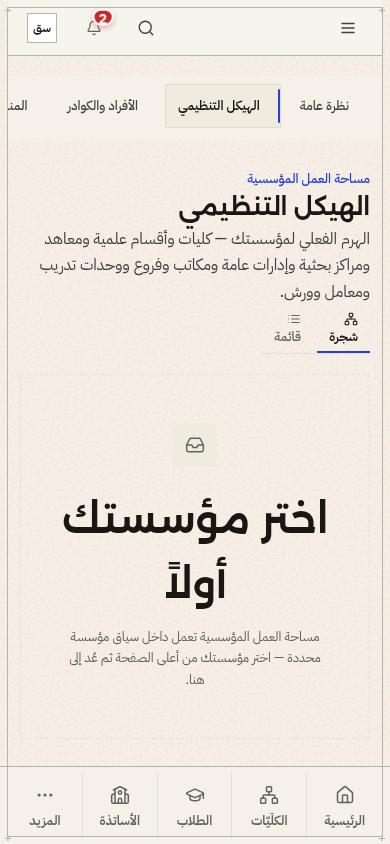 سق
2
نظرة عامة
الهيكل التنظيمي
الأفراد والكوادر
مساحة العمل المؤسسية
الهيكل التنظيمي
الهرم الفعلي لمؤسستك — كليات وأقسام علمية ومعاهد
ومراكز بحثية وإدارات عامة ومكاتب وفروع ووحدات تدريب
ومعامل وورش.
شجرة
قائمة
اختر مؤسستك
أولاً
مساحة العمل المؤسسية تعمل داخل سياق مؤسسة
محددة — اختر مؤسستك من أعلى الصفحة ثم عُد إلى
هنا.
الرئيسية
الكليّات
الطلاب
الأساتذة
المزيد